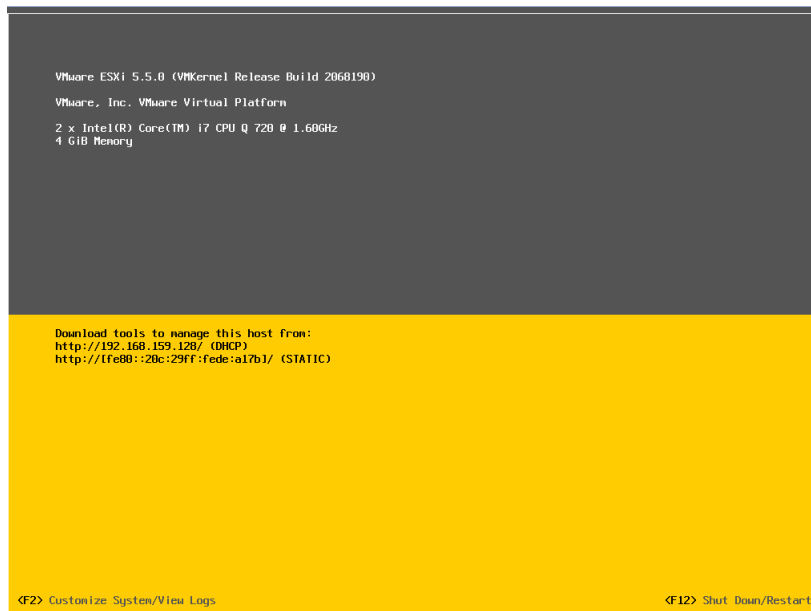 VMware ESXi 5.5.0 (VMKernel Release Build 2068190)
VMware, Inc. VMware Virtual Platform
2 x Intel(R) Core(TM) i7 CPU Q 720 @ 1.60GHz
4 GiB Memory
Download tools to manage this host from:
http://192.168.159.128/ (DHCP)
http://[fe80::20c:29ff:fede:a17b]/ (STATIC)
<F2> Customize System/View Logs
<F12> Shut Down/Restart